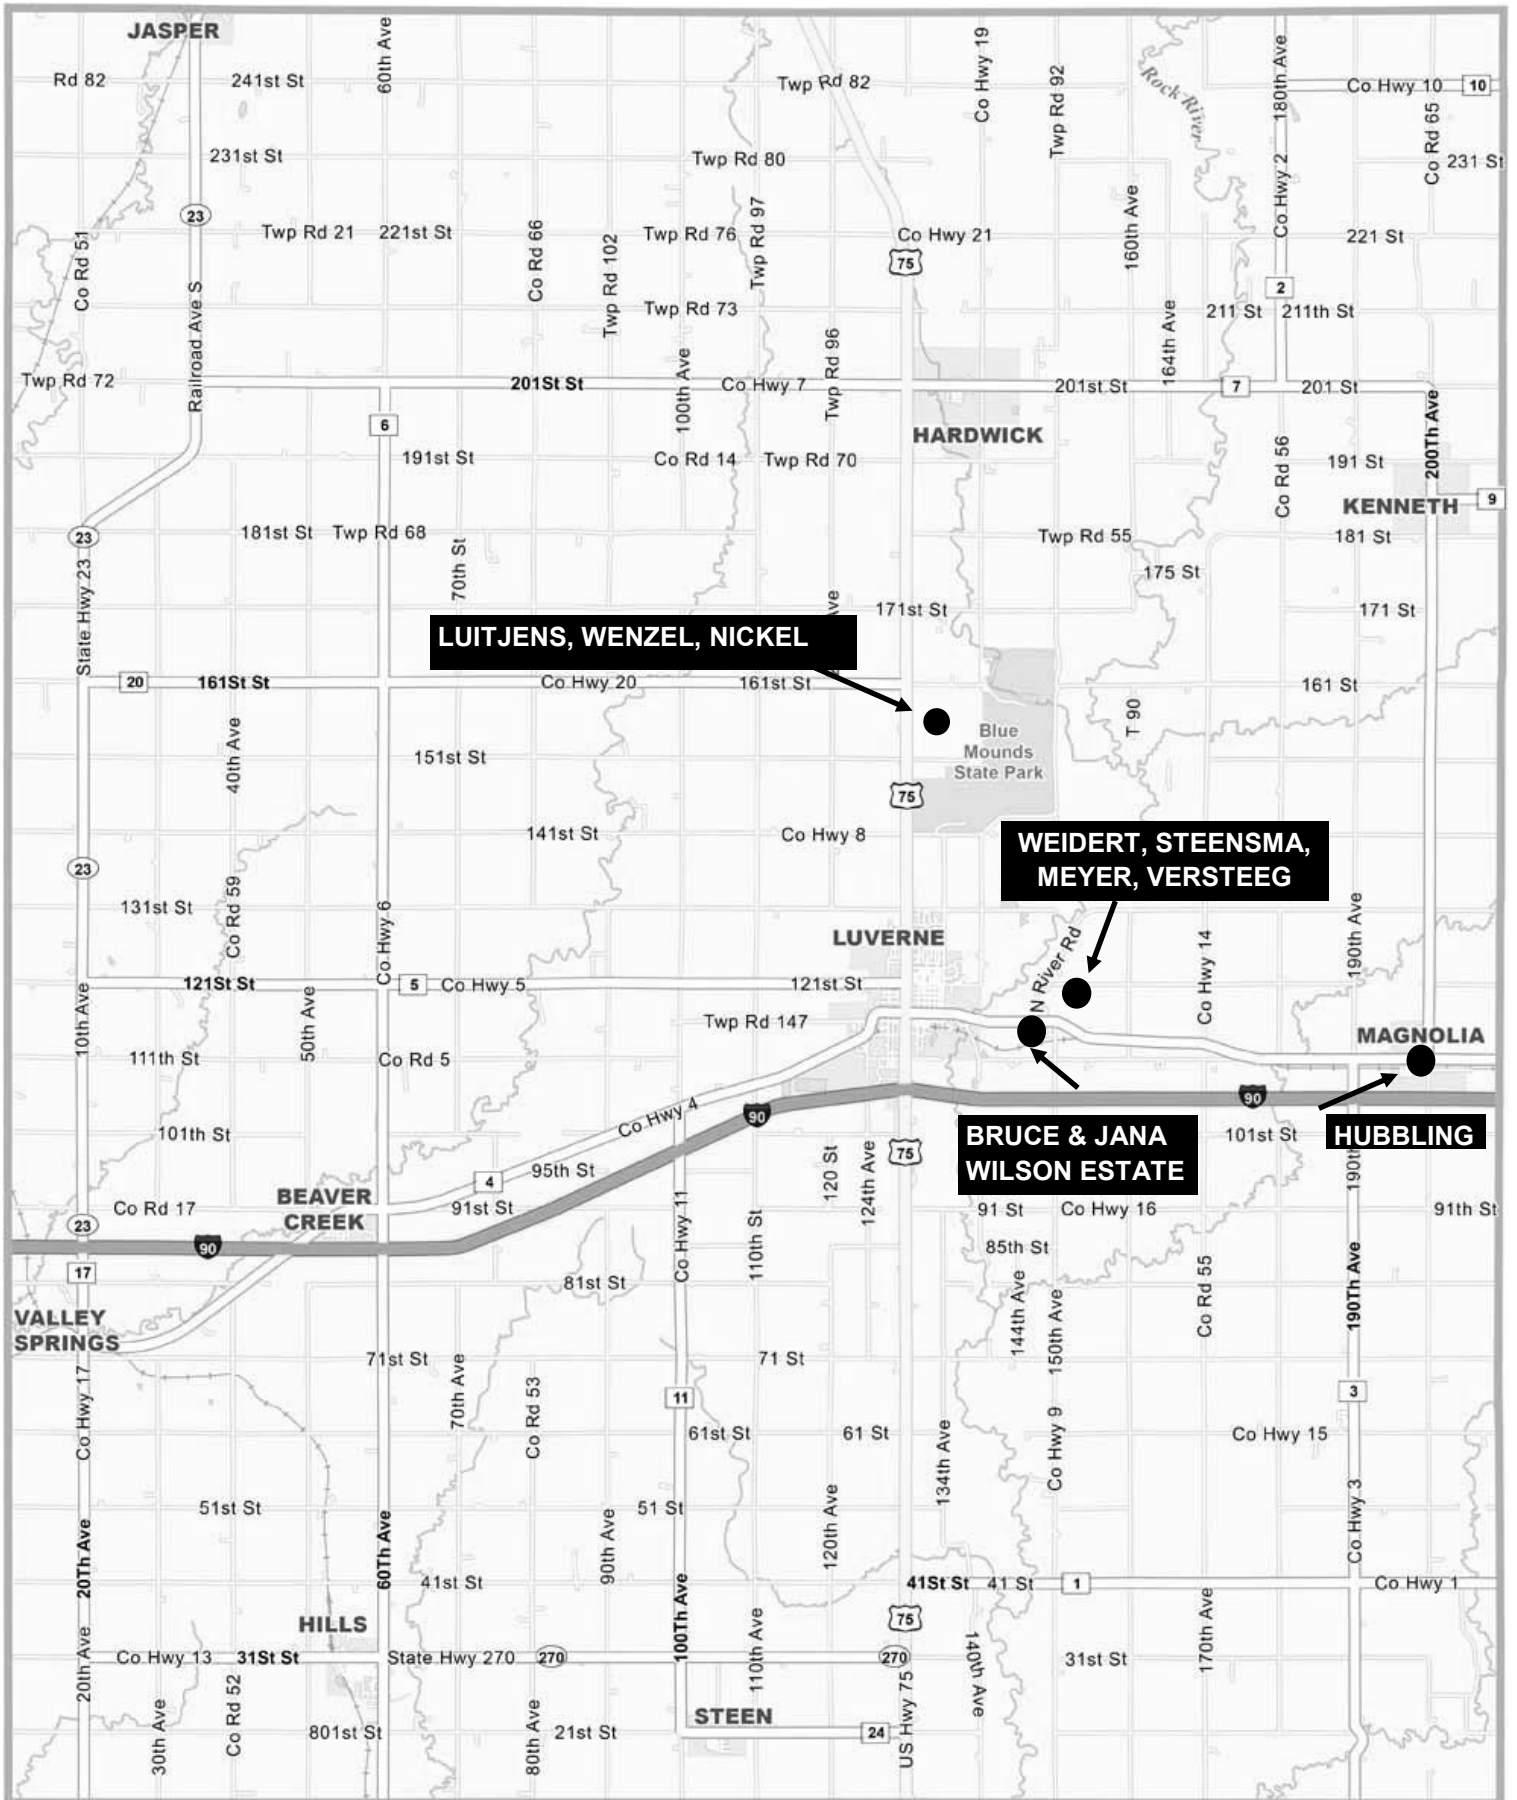 JASPER
60th Ave
Rd 82
241st St
Twp Rd 82
Co Hwy 19
Twp Rd 92
Rock River
180th Ave
Co Hwy 10
10
Co Rd 65
231st St
Twp Rd 80
Co Hwy 2
231 St
23
Co Rd 51
Twp Rd 21
221st St
Co Rd 66
Twp Rd 102
Twp Rd 76
Twp Rd 97
Co Hwy 21
75
160th Ave
221 St
2
Railroad Ave S
Twp Rd 73
164th Ave
211 St
211th St
Twp Rd 72
201St St
100th Ave
Co Hwy 7
Twp Rd 96
201st St
7
201 St
200Th Ave
6
HARDWICK
191st St
Co Rd 14
Twp Rd 70
Co Rd 56
191 St
KENNETH
9
23
181st St
Twp Rd 68
Twp Rd 55
181 St
State Hwy 23
70th St
175 St
Ave
171st St
171 St
LUITJENS, WENZEL, NICKEL
20
161St St
Co Hwy 20
161st St
161 St
40th Ave
T 90
Blue
Mounds
State Park
151st St
75
141st St
Co Hwy 8
WEIDERT, STEENSMA,
MEYER, VERSTEEG
23
131st St
Co Rd 59
Co Hwy 6
LUVERNE
N River Rd
Co Hwy 14
190th Ave
121St St
5
Co Hwy 5
121st St
10th Ave
50th Ave
Twp Rd 147
MAGNOLIA
111th St
Co Rd 5
Co Hwy 4
90
90
101th St
BRUCE & JANA
WILSON ESTATE
101st St
HUBBLING
75
120 St
124th Ave
190th
4
95th St
BEAVER
CREEK
Co Rd 17
91st St
Co Hwy 11
110th St
91 St
Co Hwy 16
91th St
23
90
85th St
17
81st St
144th Ave
150th Ave
Co Rd 55
190Th Ave
VALLEY
SPRINGS
71st St
71 St
Co Hwy 17
70th Ave
Co Rd 53
11
3
61st St
61 St
134th Ave
Co Hwy 9
Co Hwy 15
51st St
51 St
20Th Ave
60Th Ave
90th Ave
120th Ave
Co Hwy 3
41st St
100Th Ave
41St St
41 St
1
Co Hwy 1
HILLS
75
110th Ave
140th Ave
170th Ave
20th Ave
Co Hwy 13
31St St
State Hwy 270
270
270
31st St
30th Ave
Co Rd 52
801st St
80th Ave
21st St
STEEN
24
US Hwy 75